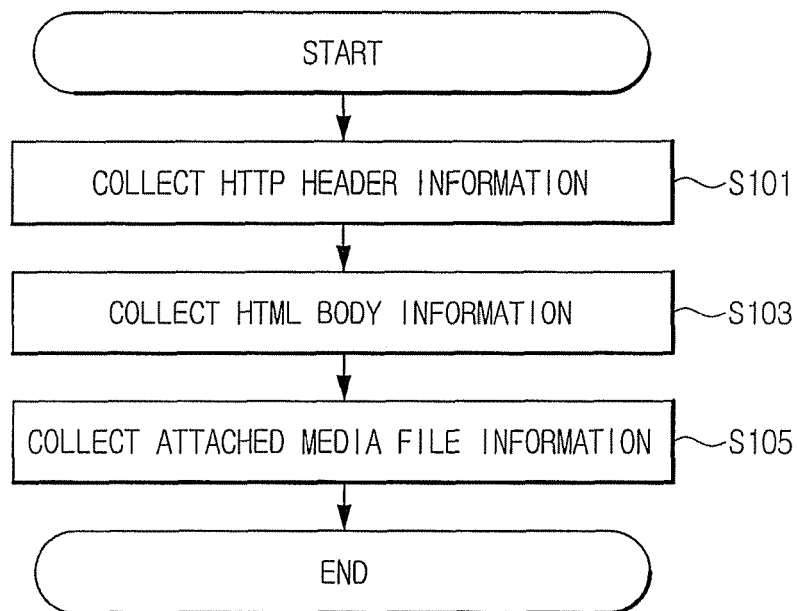 START
COLLECT HTTP HEADER INFORMATION S101
COLLECT HTML BODY INFORMATION S103
COLLECT ATTACHED MEDIA FILE INFORMATION S105
END